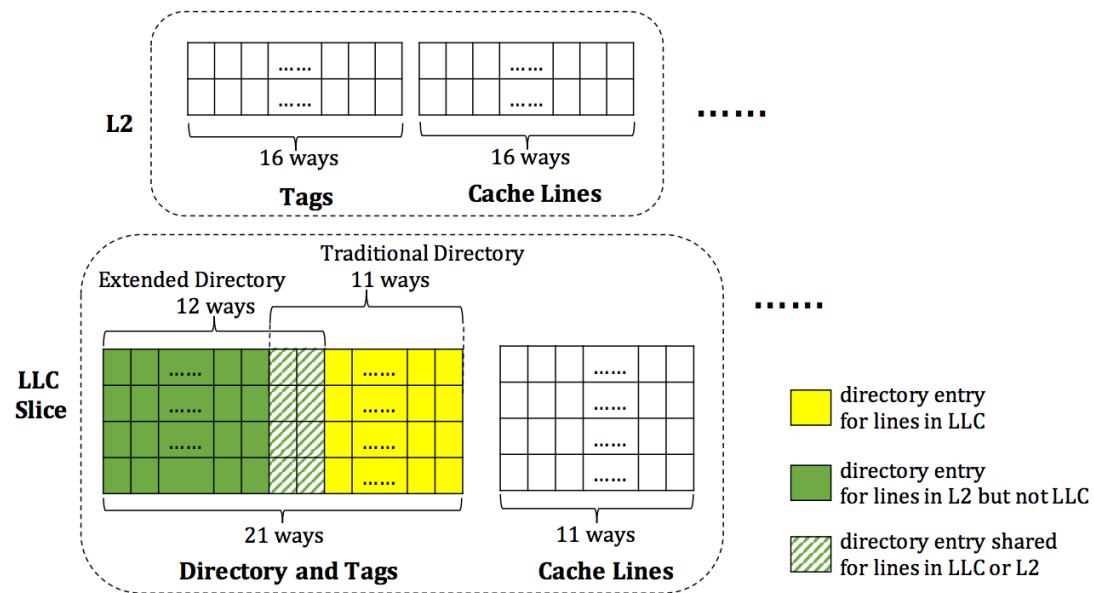 L2
...... ......
...... ......
......
16 ways
16 ways
Tags
Cache Lines
Traditional Directory
11 ways
Extended Directory
12 ways
......
LLC
Slice
...... ...... ......
...... ...... ......
...... ...... ......
...... ......
21 ways
11 ways
Directory and Tags
Cache Lines
directory entry
for lines in LLC
directory entry
for lines in L2 but not LLC
directory entry shared
for lines in LLC or L2